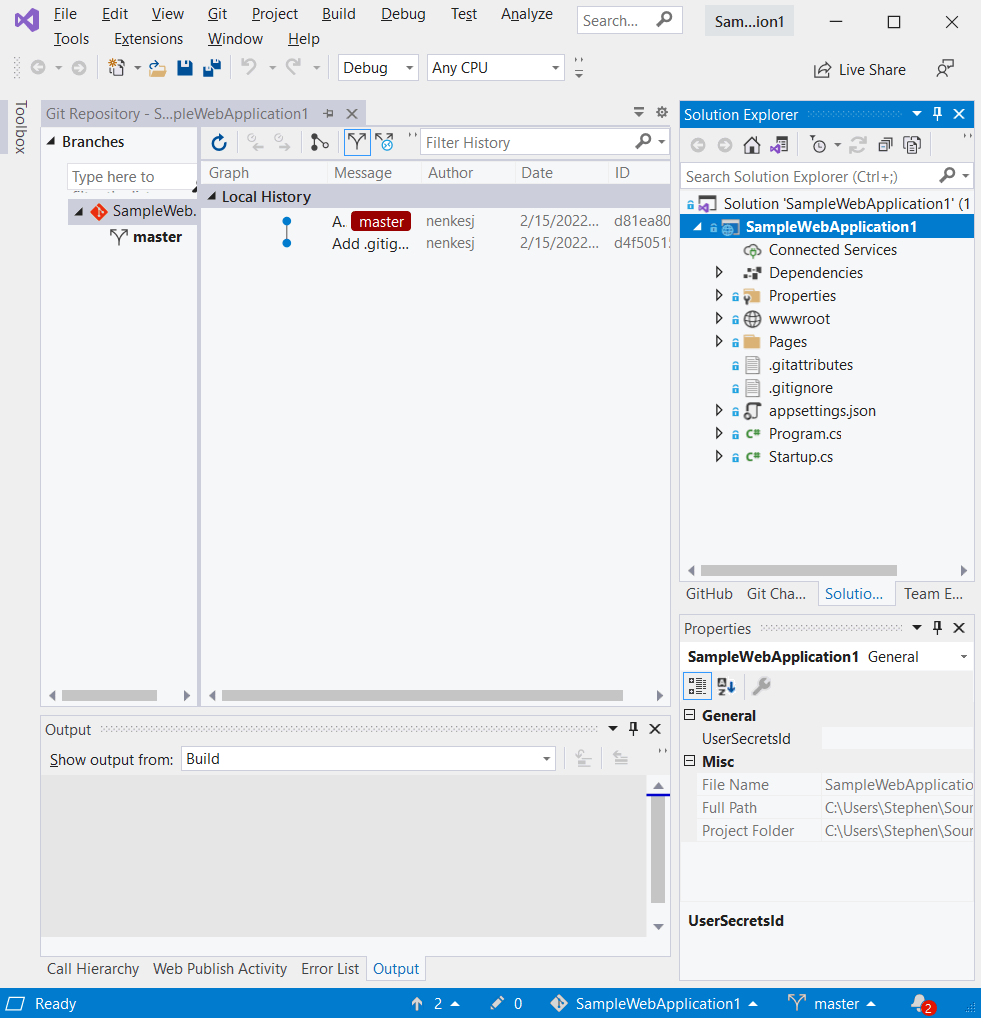 File Edit View Git Project Build Debug Test Analyze
Search...
Sam...ion1
Tools Extensions Window Help
Debug
Any CPU
Live Share
Toolbox
Git Repository - S...pleWebApplication1
Branches
Type here to
SampleWeb.
master
Filter History
Graph Message Author Date ID
Local History
A. master nenkesj 2/15/2022... d81ea80
Add .gitig... nenkesj 2/15/2022... d4f5051
Solution Explorer
Search Solution Explorer (Ctrl+;)
Solution 'SampleWebApplication1' (1
SampleWebApplication1
Connected Services
Dependencies
Properties
wwwroot
Pages
.gitattributes
.gitignore
appsettings.json
C# Program.cs
C# Startup.cs
GitHub Git Cha... Solutio... Team E...
Properties
SampleWebApplication1 General
General
UserSecretsId
Misc
File Name SampleWebApplicatio
Full Path C:\Users\Stephen\Sour
Project Folder C:\Users\Stephen\Sour
UserSecretsId
Output
Show output from: Build
Call Hierarchy Web Publish Activity Error List Output
Ready
2
0
SampleWebApplication1
master
2